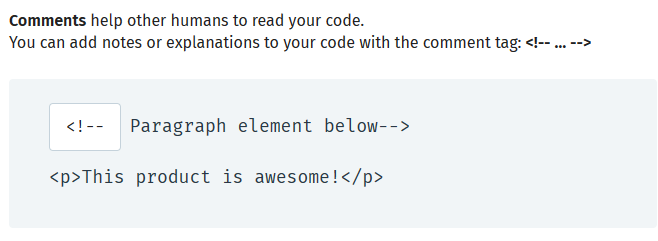 Comments help other humans to read your code.
You can add notes or explanations to your code with the comment tag: <!-- ... -->
<!-- Paragraph element below-->
<p>This product is awesome!</p>